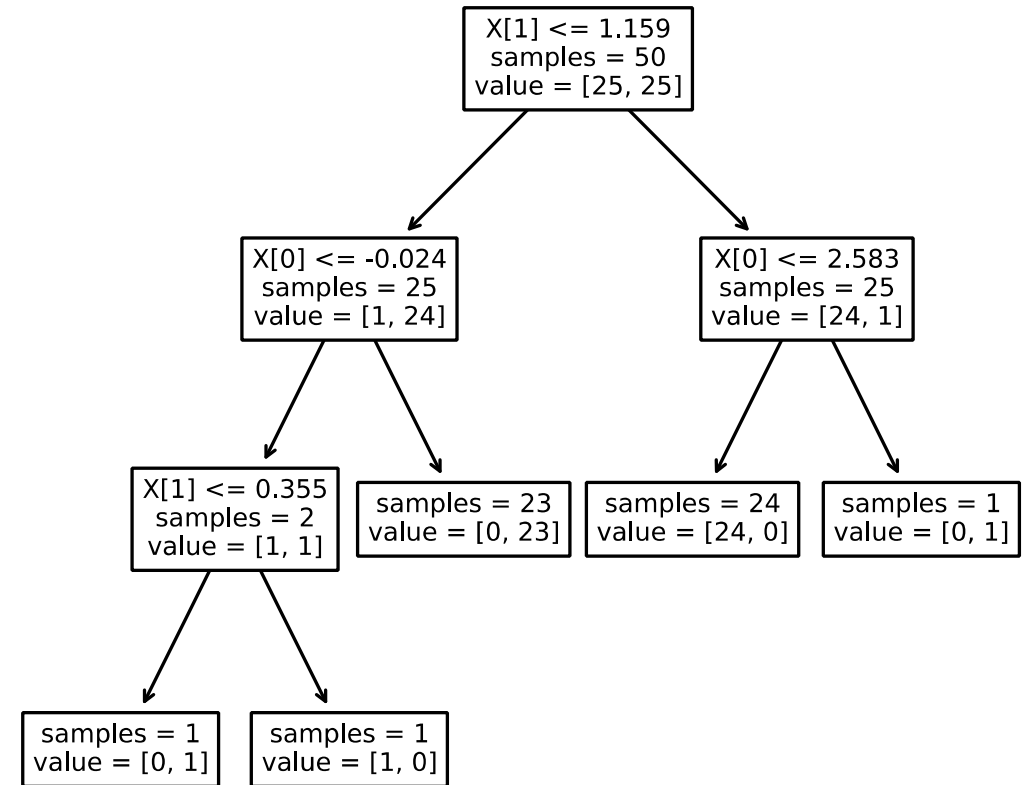 X[1] <= 1.159
samples = 50
value = [25, 25]
X[0] <= -0.024
samples = 25
value = [1, 24]
X[0] <= 2.583
samples = 25
value = [24, 1]
X[1] <= 0.355
samples = 2
value = [1, 1]
samples = 23
value = [0, 23]
samples = 24
value = [24, 0]
samples = 1
value = [0, 1]
samples = 1
value = [0, 1]
samples = 1
value = [1, 0]